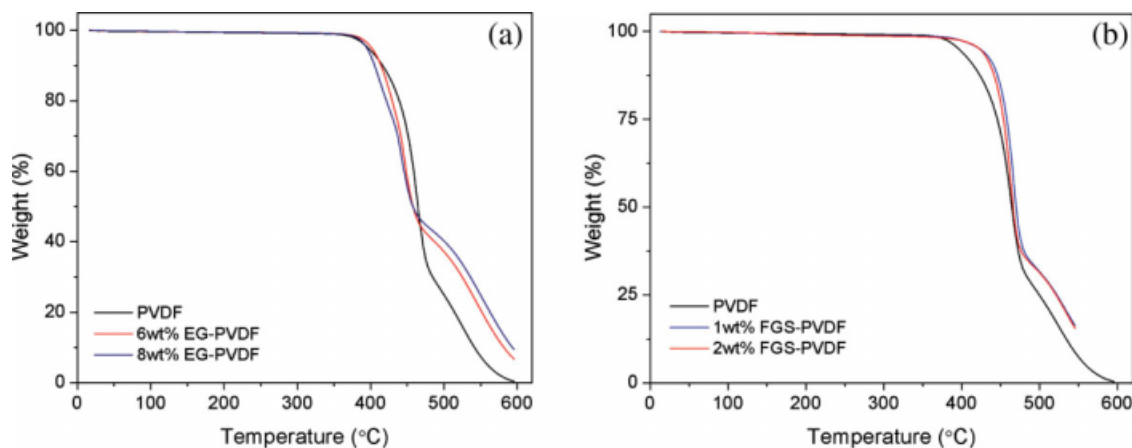 (a)
100
80
60
40
20
0
Weight (%)
PVDF
6wt% EG-PVDF
8wt% EG-PVDF
0 100 200 300 400 500 600
Temperature (°C)
(b)
100
75
50
25
0
Weight (%)
PVDF
1wt% FGS-PVDF
2wt% FGS-PVDF
0 100 200 300 400 500 600
Temperature (°C)